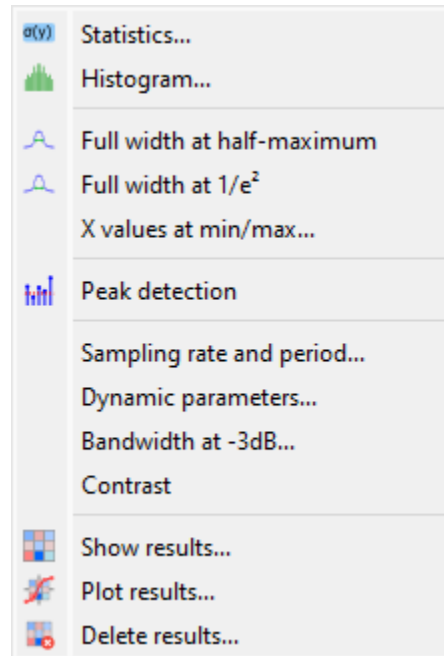 σ(y) Statistics...
Histogram...
Full width at half-maximum
Full width at 1/e²
X values at min/max...
Peak detection
Sampling rate and period...
Dynamic parameters...
Bandwidth at -3dB...
Contrast
Show results...
Plot results...
Delete results...